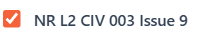 NR L2 CIV 003 Issue 9